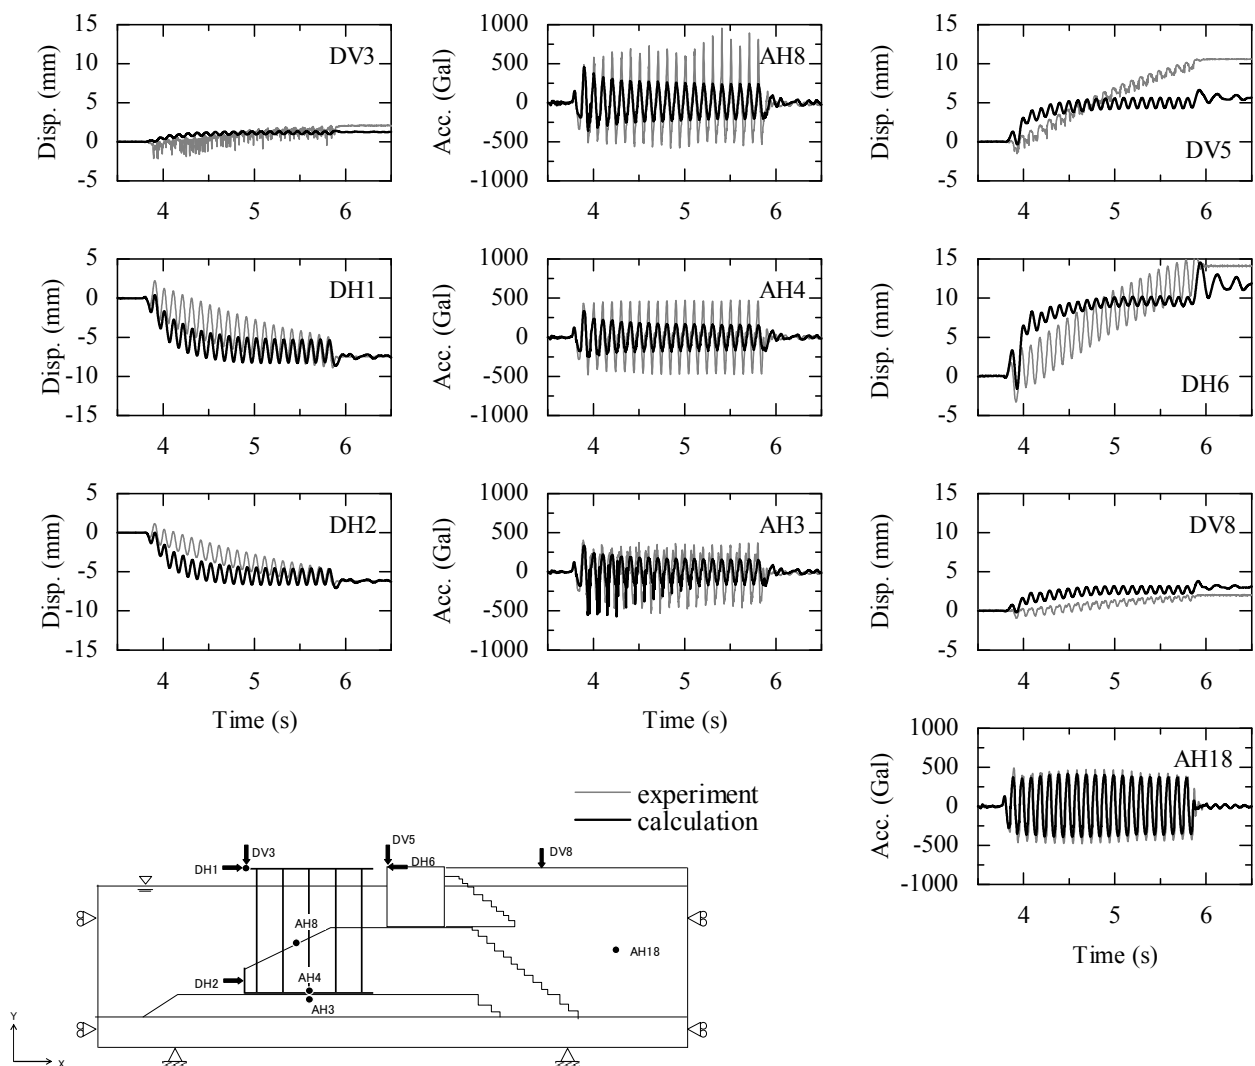 15
10
5
0
-5
Disp. (mm)
DV3
4 5 6
5
0
-5
-10
-15
Disp. (mm)
DH1
4 5 6
5
0
-5
-10
-15
Disp. (mm)
DH2
4 5 6
Time (s)
1000
500
0
-500
-1000
Acc. (Gal)
AH8
4 5 6
1000
500
0
-500
-1000
Acc. (Gal)
AH4
4 5 6
1000
500
0
-500
-1000
Acc. (Gal)
AH3
4 5 6
Time (s)
15
10
5
0
-5
Disp. (mm)
DV5
4 5 6
15
10
5
0
-5
Disp. (mm)
DH6
4 5 6
15
10
5
0
-5
Disp. (mm)
DV8
4 5 6
1000
500
0
-500
-1000
Acc. (Gal)
AH18
4 5 6
Time (s)
experiment
calculation
DV3
DH1
DV5
DH6
DV8
AH8
AH18
DH2
AH4
AH3
Y
X